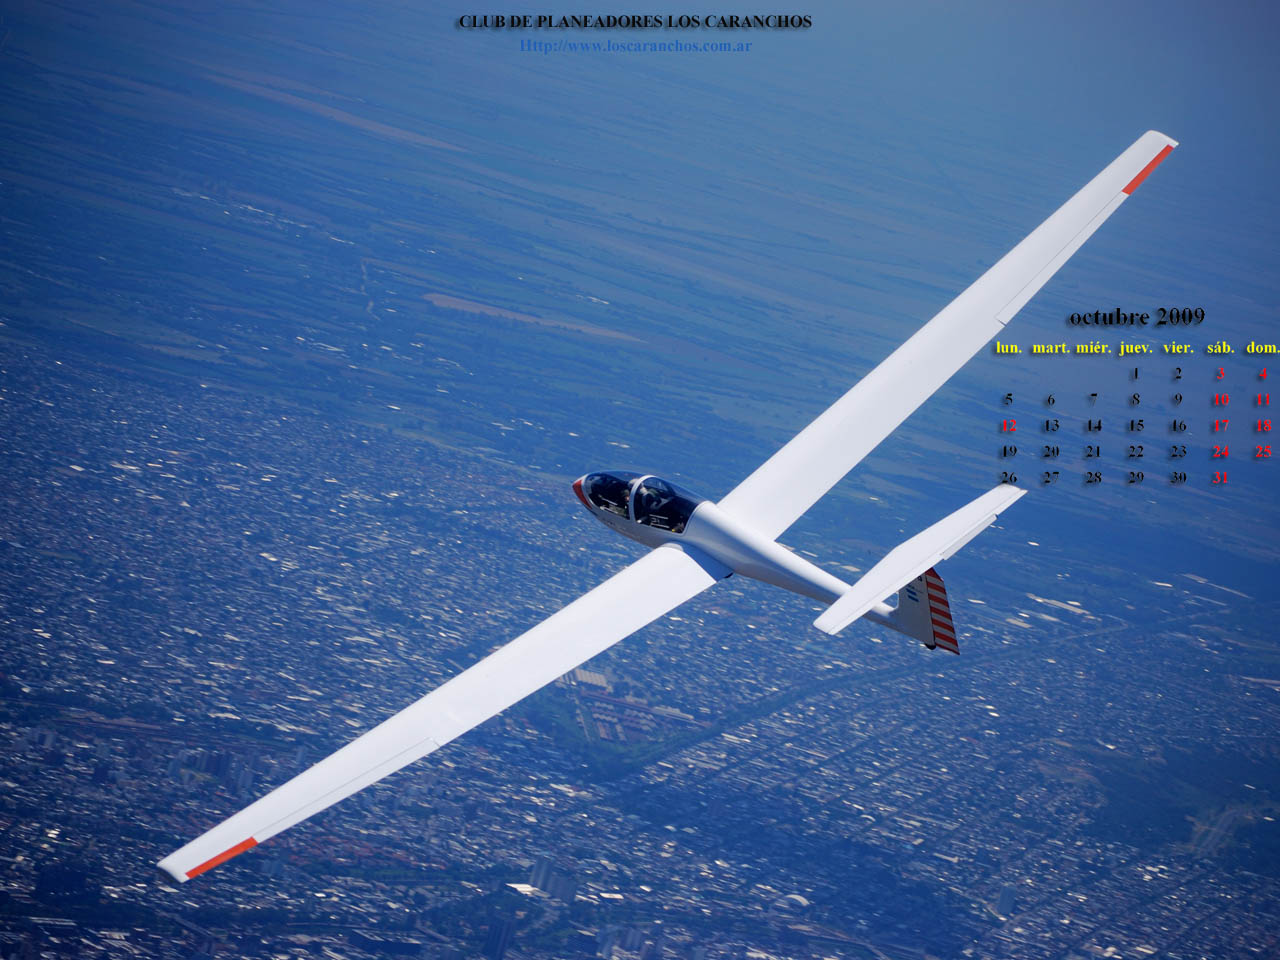 CLUB DE PLANEADORES LOS CARANCHOS
Http://www.loscaranchos.com.ar
octubre 2009
lun. mart. miér. juev. vier. sáb. dom.
1 2 3 4
5 6 7 8 9 10 11
12 13 14 15 16 17 18
19 20 21 22 23 24 25
26 27 28 29 30 31